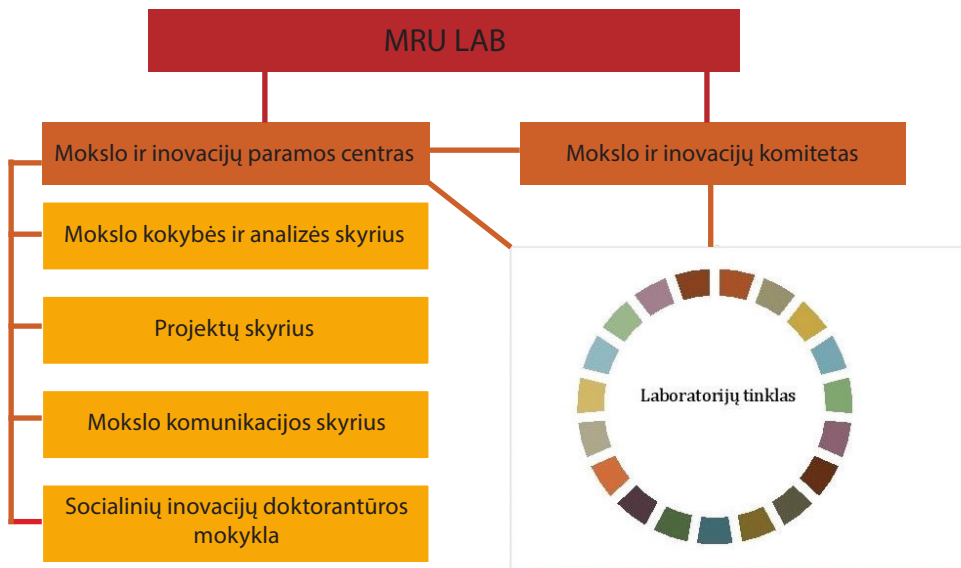 MRU LAB
Mokslo ir inovacijų paramos centras
Mokslo ir inovacijų komitetas
Mokslo kokybės ir analizės skyrius
Projektų skyrius
Mokslo komunikacijos skyrius
Socialinių inovacijų doktorantūros
mokykla
Laboratorijų tinklas